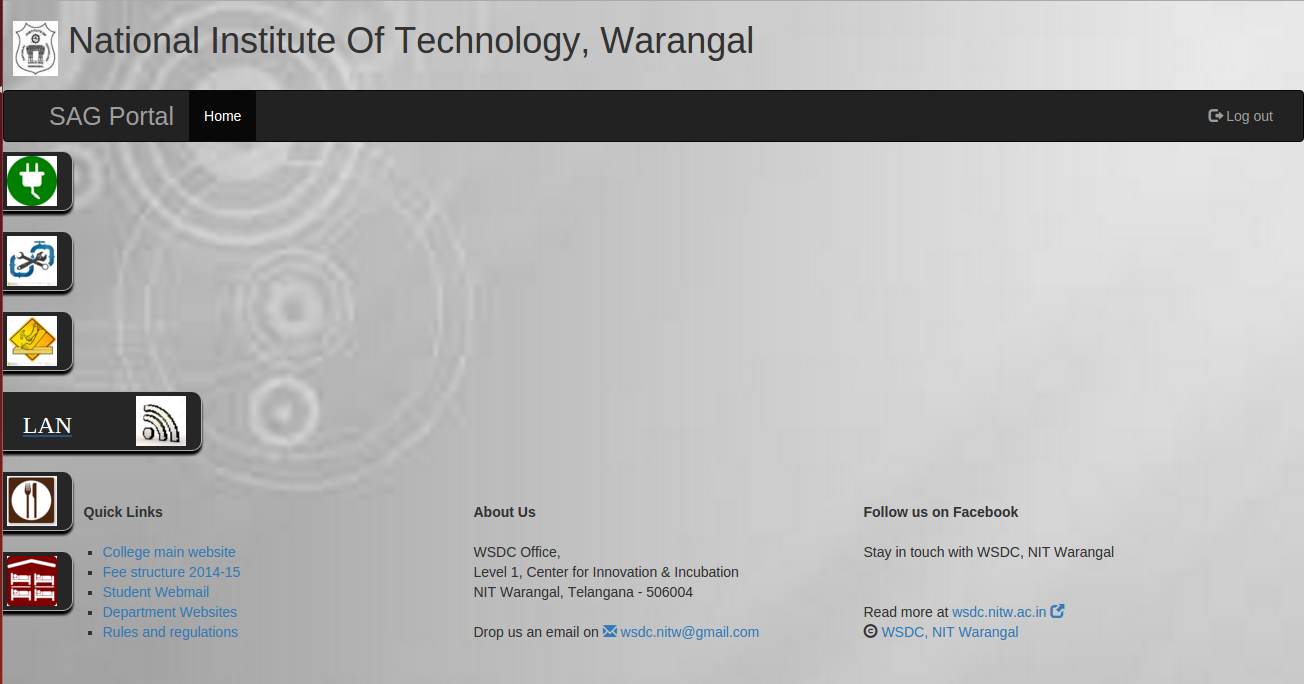 National Institute Of Technology, Warangal
SAG Portal
Home
Log out
LAN
Quick Links
College main website
Fee structure 2014-15
Student Webmail
Department Websites
Rules and regulations
About Us
WSDC Office,
Level 1, Center for Innovation & Incubation
NIT Warangal, Telangana - 506004
Drop us an email on wsdc.nitw@gmail.com
Follow us on Facebook
Stay in touch with WSDC, NIT Warangal
Read more at wsdc.nitw.ac.in
© WSDC, NIT Warangal